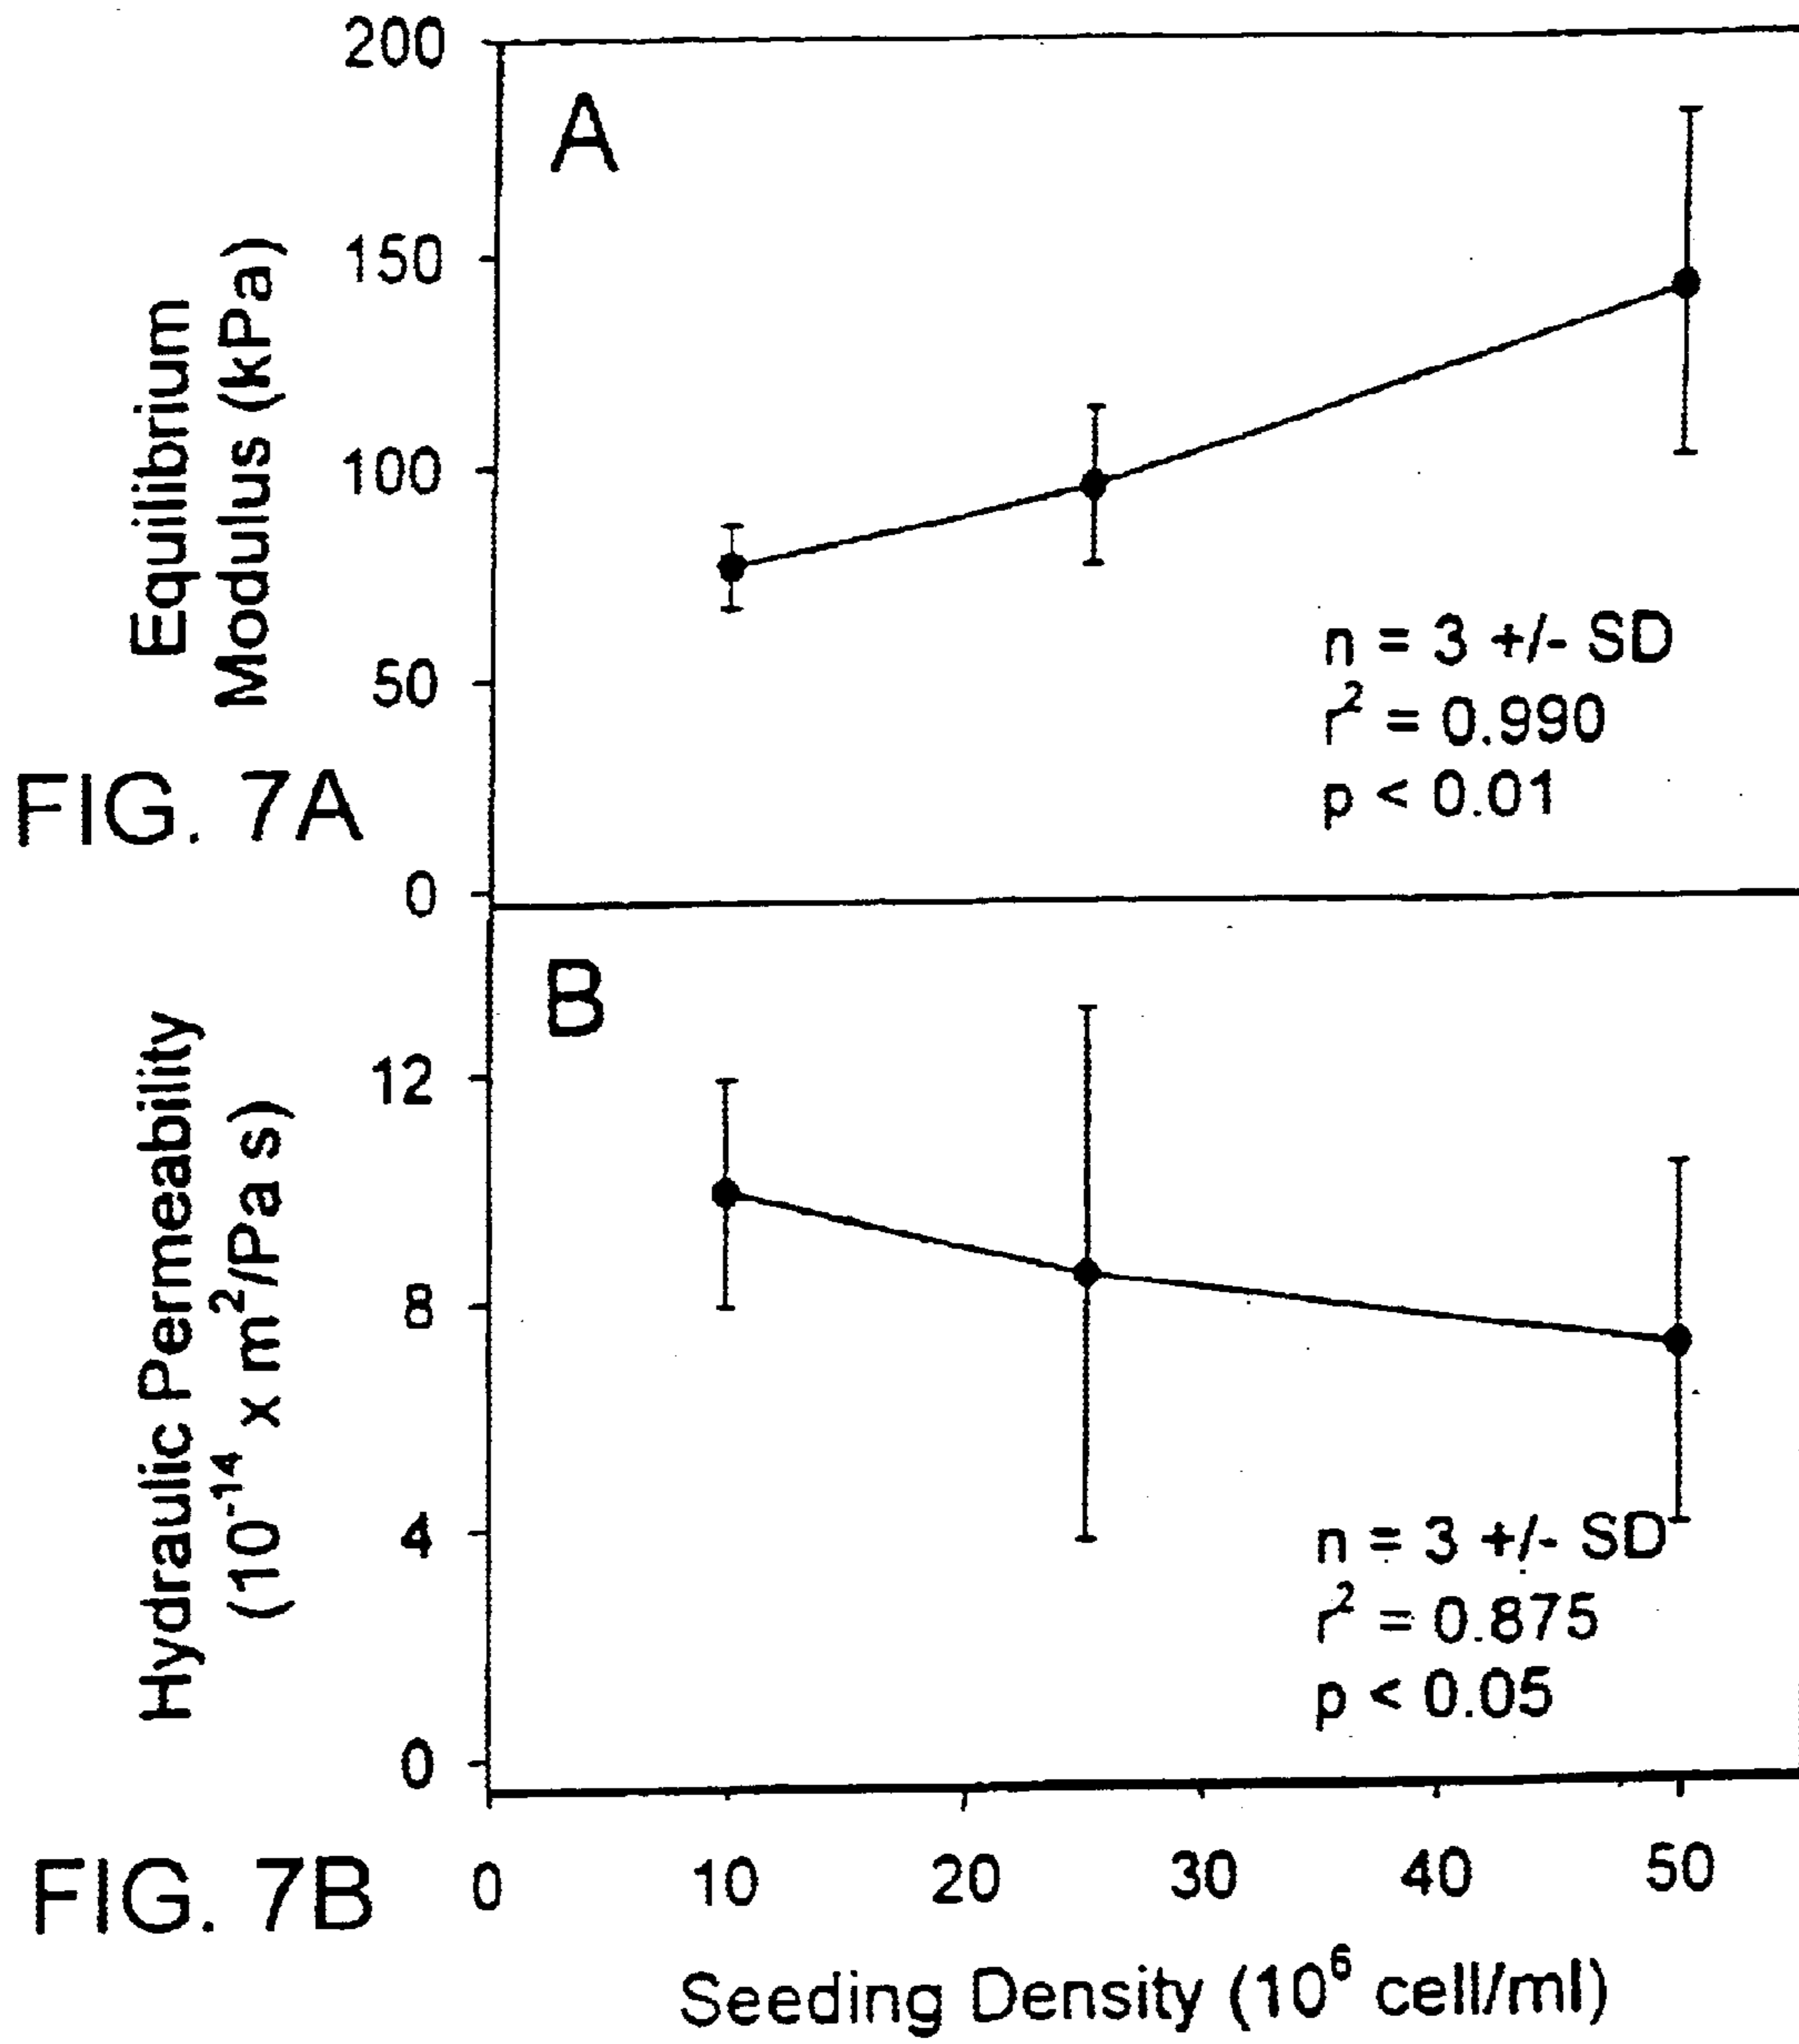 200
A
150
100
50
0
Equilibrium
Modulus (kPa)
n = 3 +/- SD
r² = 0.990
p < 0.01
FIG. 7A
B
12
8
4
0
Hydraulic Permeability
(10⁻¹⁴ x m²/Pa s)
n = 3 +/- SD
r² = 0.875
p < 0.05
FIG. 7B
0 10 20 30 40 50
Seeding Density (10⁶ cell/ml)